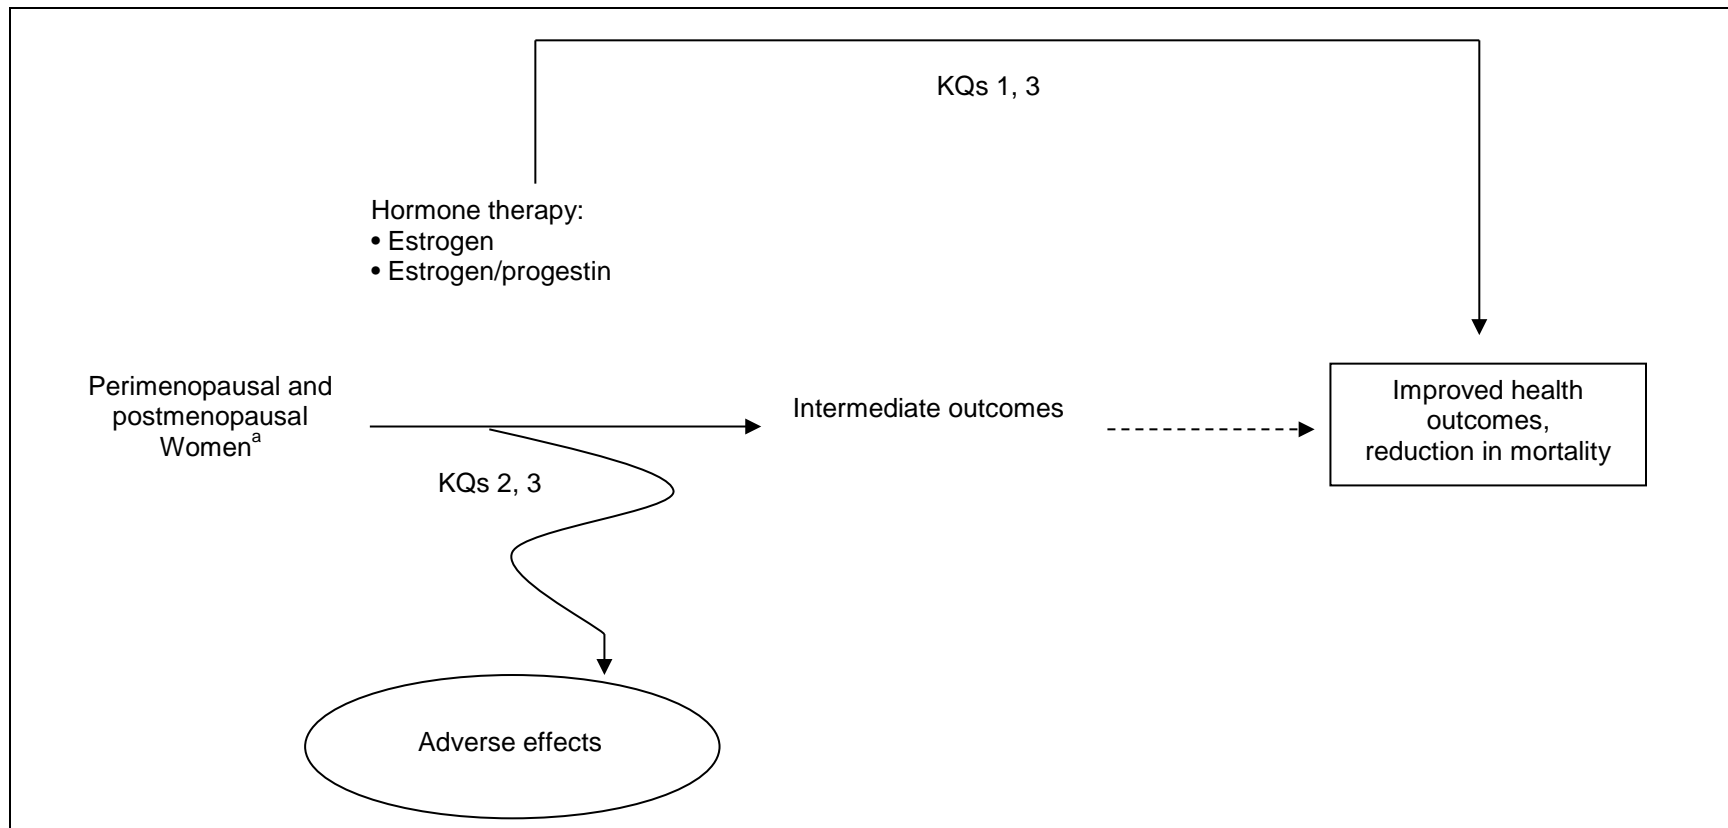 KQs 1, 3
Hormone therapy:
• Estrogen
• Estrogen/progestin
Perimenopausal and
postmenopausal
Women^a
Intermediate outcomes
Improved health
outcomes,
reduction in mortality
KQs 2, 3
Adverse effects